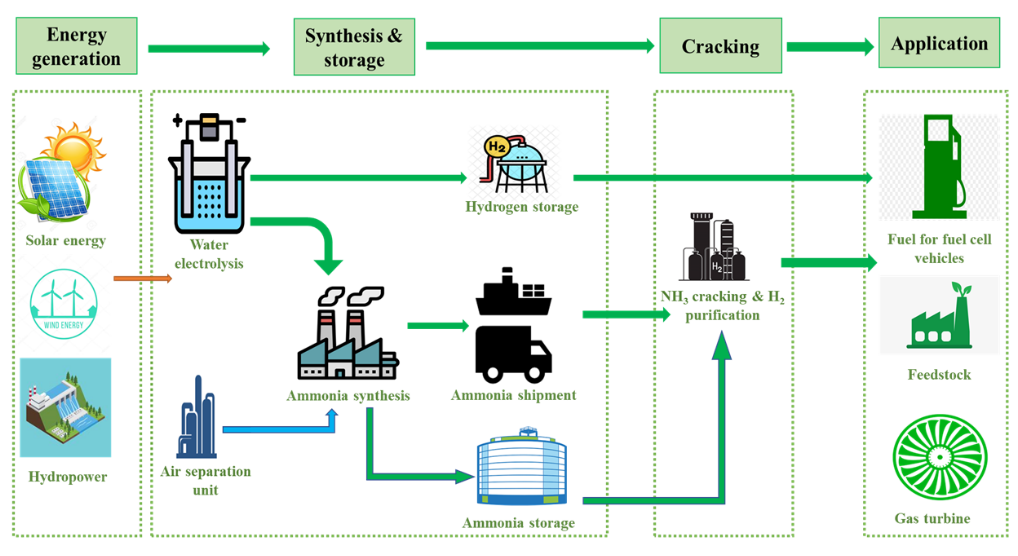 Energy
generation
Synthesis &
storage
Cracking
Application
Solar energy
WIND ENERGY
Hydropower
+ -
Water
electrolysis
H₂
Hydrogen storage
Ammonia synthesis
Ammonia shipment
Air separation
unit
Ammonia storage
H₂
NH₃ cracking & H₂
purification
Fuel for fuel cell
vehicles
Feedstock
Gas turbine